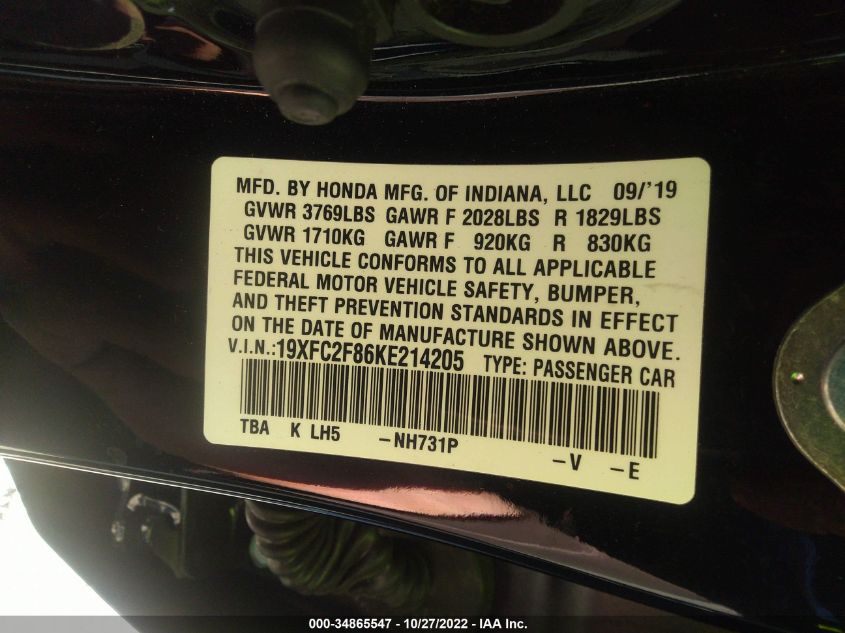 MFD. BY HONDA MFG. OF INDIANA, LLC 09/'19
GVWR 3769LBS GAWR F 2028LBS R 1829LBS
GVWR 1710KG GAWR F 920KG R 830KG
THIS VEHICLE CONFORMS TO ALL APPLICABLE
FEDERAL MOTOR VEHICLE SAFETY, BUMPER,
AND THEFT PREVENTION STANDARDS IN EFFECT
ON THE DATE OF MANUFACTURE SHOWN ABOVE.
V.I.N.:19XFC2F86KE214205 TYPE: PASSENGER CAR
TBA K LH5 -NH731P -V -E
000-34865547 - 10/27/2022 - IAA Inc.